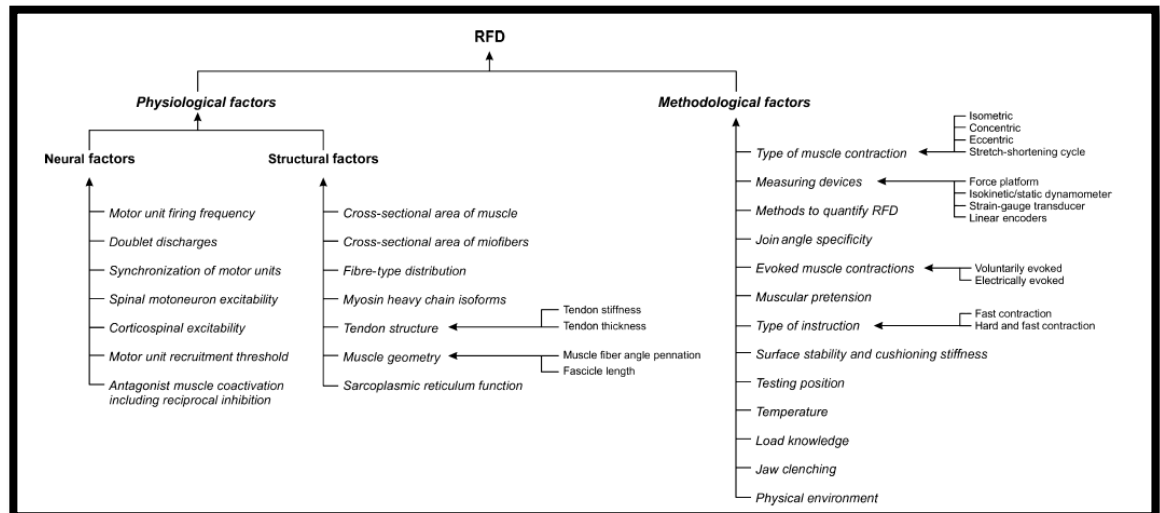 RFD
Physiological factors
Neural factors
Motor unit firing frequency
Doublet discharges
Synchronization of motor units
Spinal motoneuron excitability
Corticospinal excitability
Motor unit recruitment threshold
Antagonist muscle coactivation
including reciprocal inhibition
Structural factors
Cross-sectional area of muscle
Cross-sectional area of miofibers
Fibre-type distribution
Myosin heavy chain isoforms
Tendon structure
Tendon stiffness
Tendon thickness
Muscle geometry
Muscle fiber angle pennation
Fascicle length
Sarcoplasmic reticulum function
Methodological factors
Type of muscle contraction
Isometric
Concentric
Eccentric
Stretch-shortening cycle
Measuring devices
Force platform
Isokinetic/static dynamometer
Strain-gauge transducer
Linear encoders
Methods to quantify RFD
Join angle specificity
Evoked muscle contractions
Voluntarily evoked
Electrically evoked
Muscular pretension
Type of instruction
Fast contraction
Hard and fast contraction
Surface stability and cushioning stiffness
Testing position
Temperature
Load knowledge
Jaw clenching
Physical environment